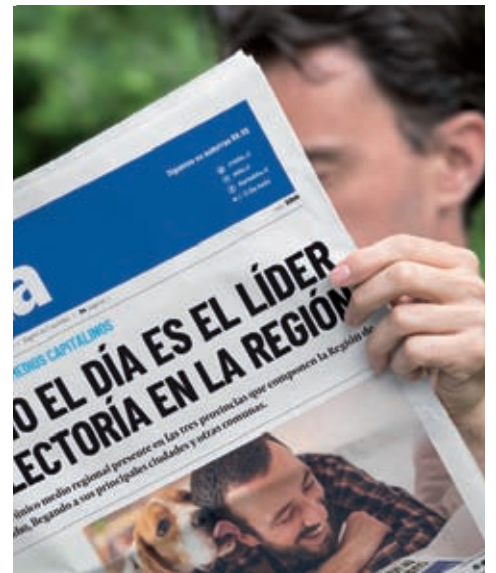 Síguenos en nuestras RR.SS
a
MEDIOS CAPITALINOS
O EL DÍA ES EL LÍDER
LECTORÍA EN LA REGIÓN
único medio regional presente en las tres provincias que componen la Región de
bo, llegando a sus principales ciudades y otras comunas.